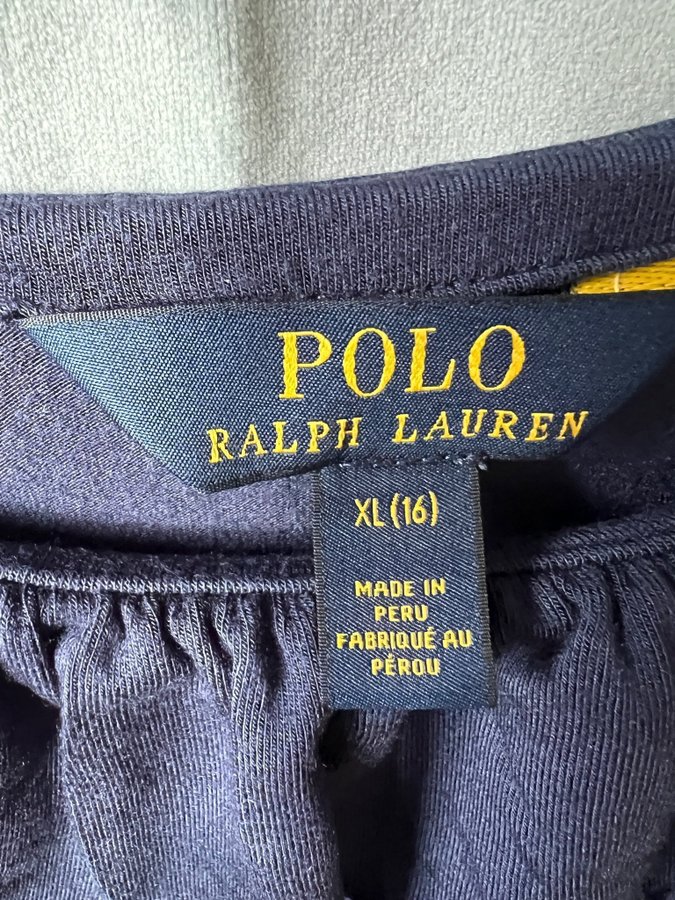 POLO
RALPH LAUREN
XL (16)
MADE IN
PERU
FABRIQUÉ AU
PÉROU